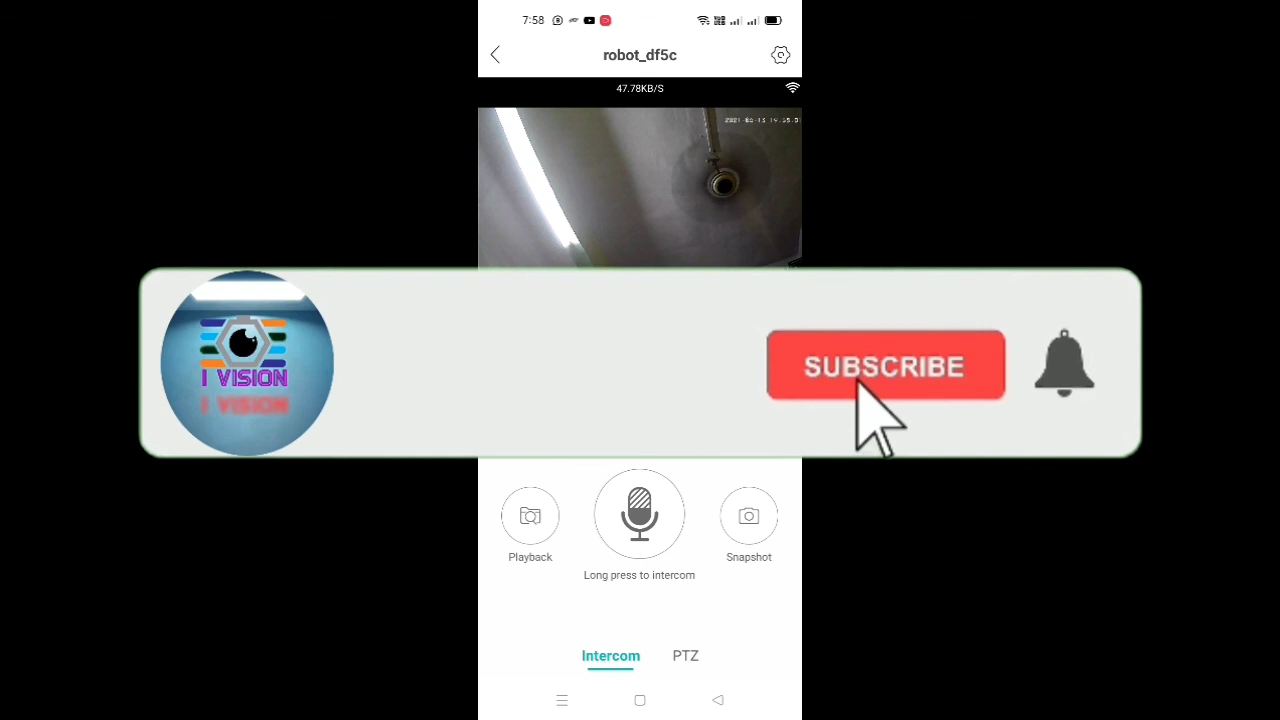 7:58
robot_df5c
47.78KB/S
I VISION
SUBSCRIBE
Playback
Snapshot
Long press to intercom
Intercom
PTZ